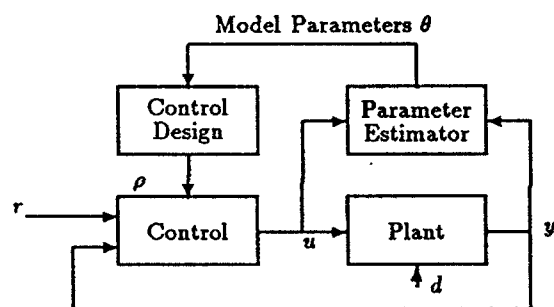 Model Parameters θ
Control
Design
Parameter
Estimator
ρ
r
Control
u
Plant
y
d